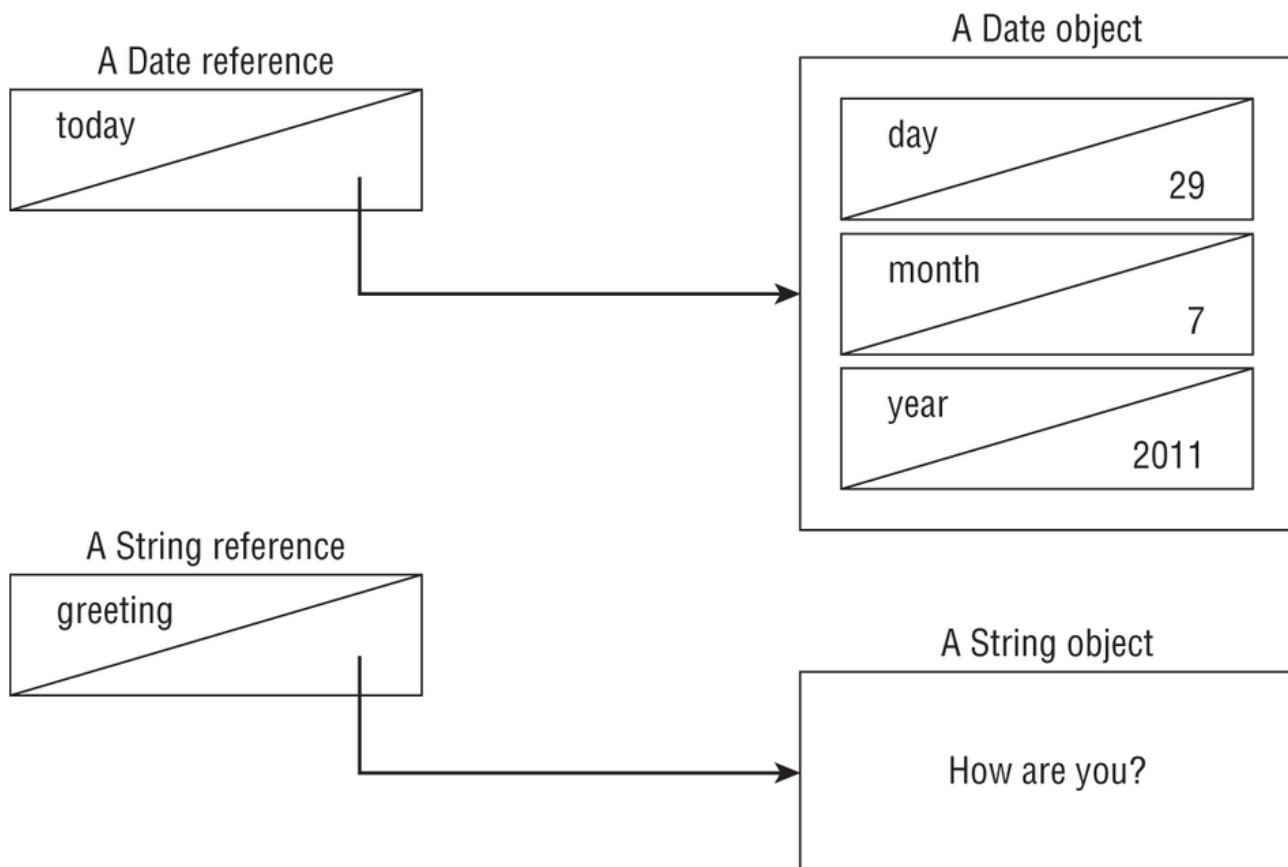 A Date object
A Date reference
today
day
29
month
7
year
2011
A String reference
greeting
A String object
How are you?